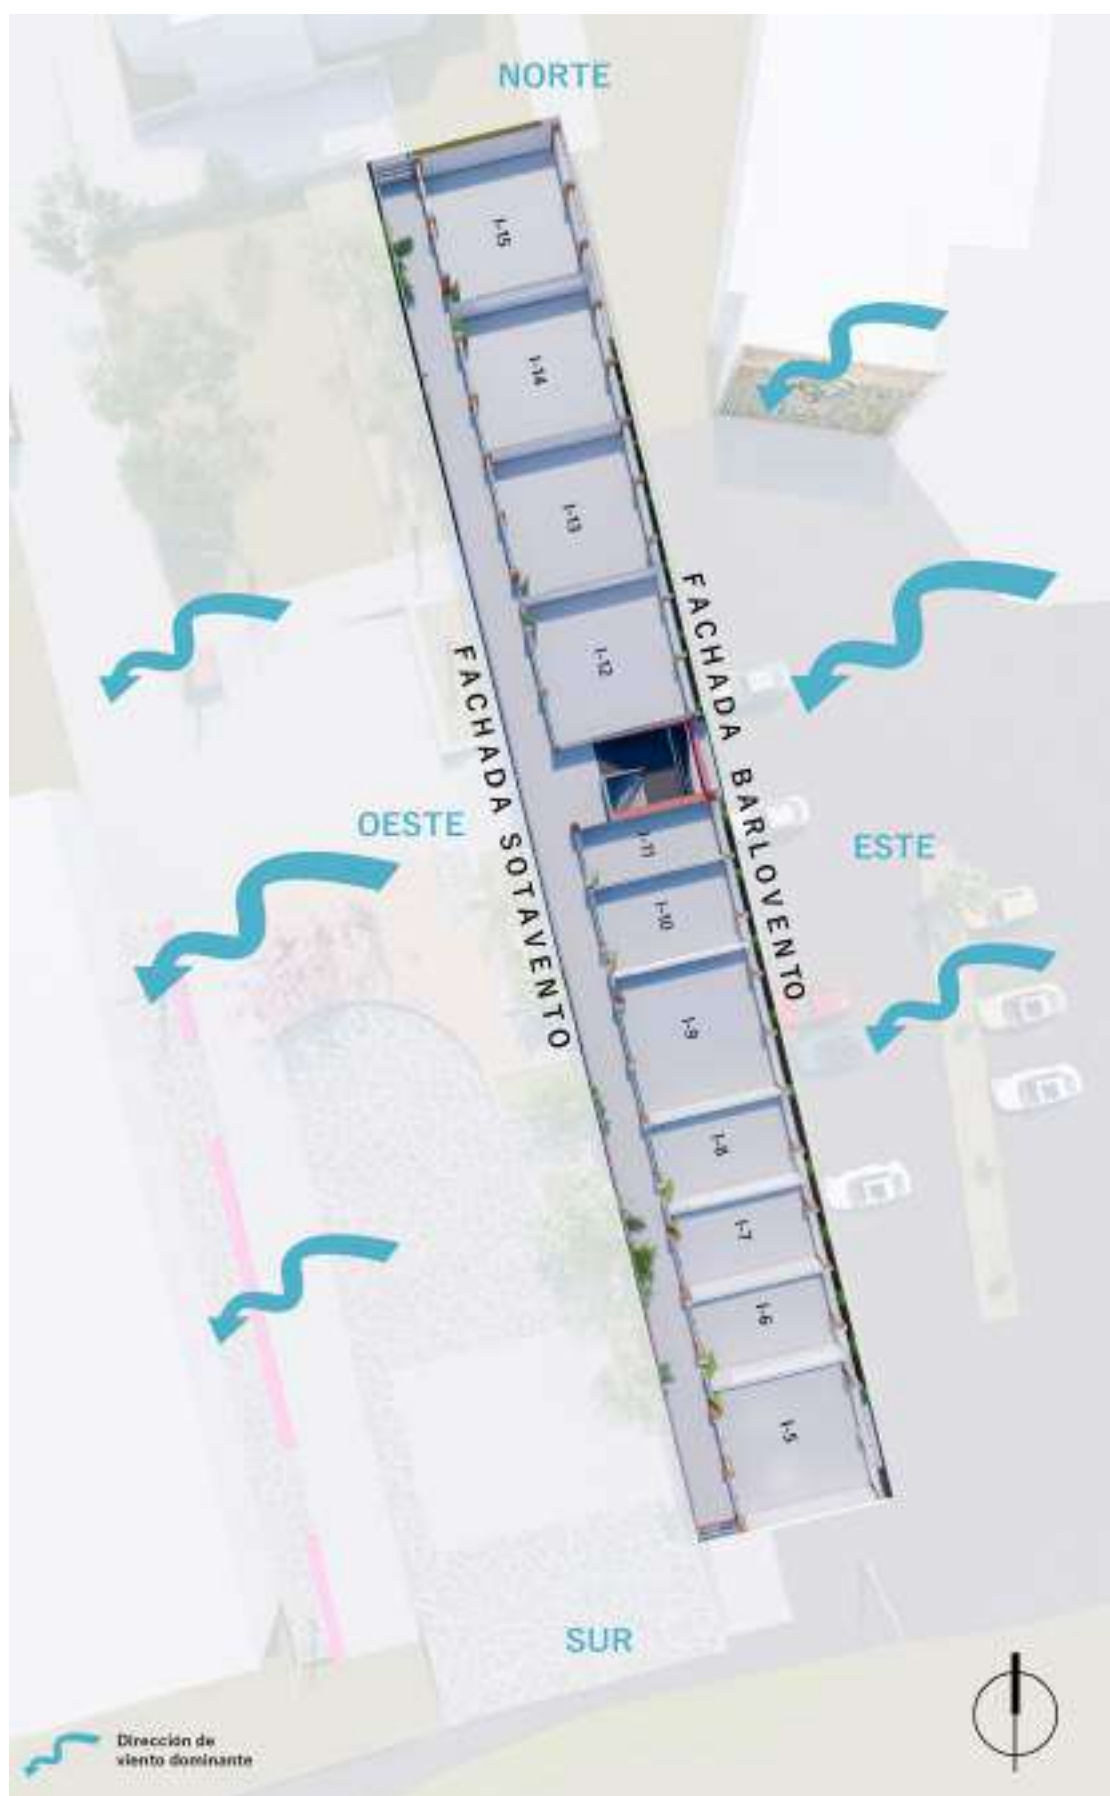 NORTE
I-15
I-14
I-13
I-12
FACHADA BARLOVENTO
FACHADA SOTAVENTO
OESTE
ESTE
I-11
I-10
I-9
I-8
I-7
I-6
I-5
SUR
Dirección de
viento dominante